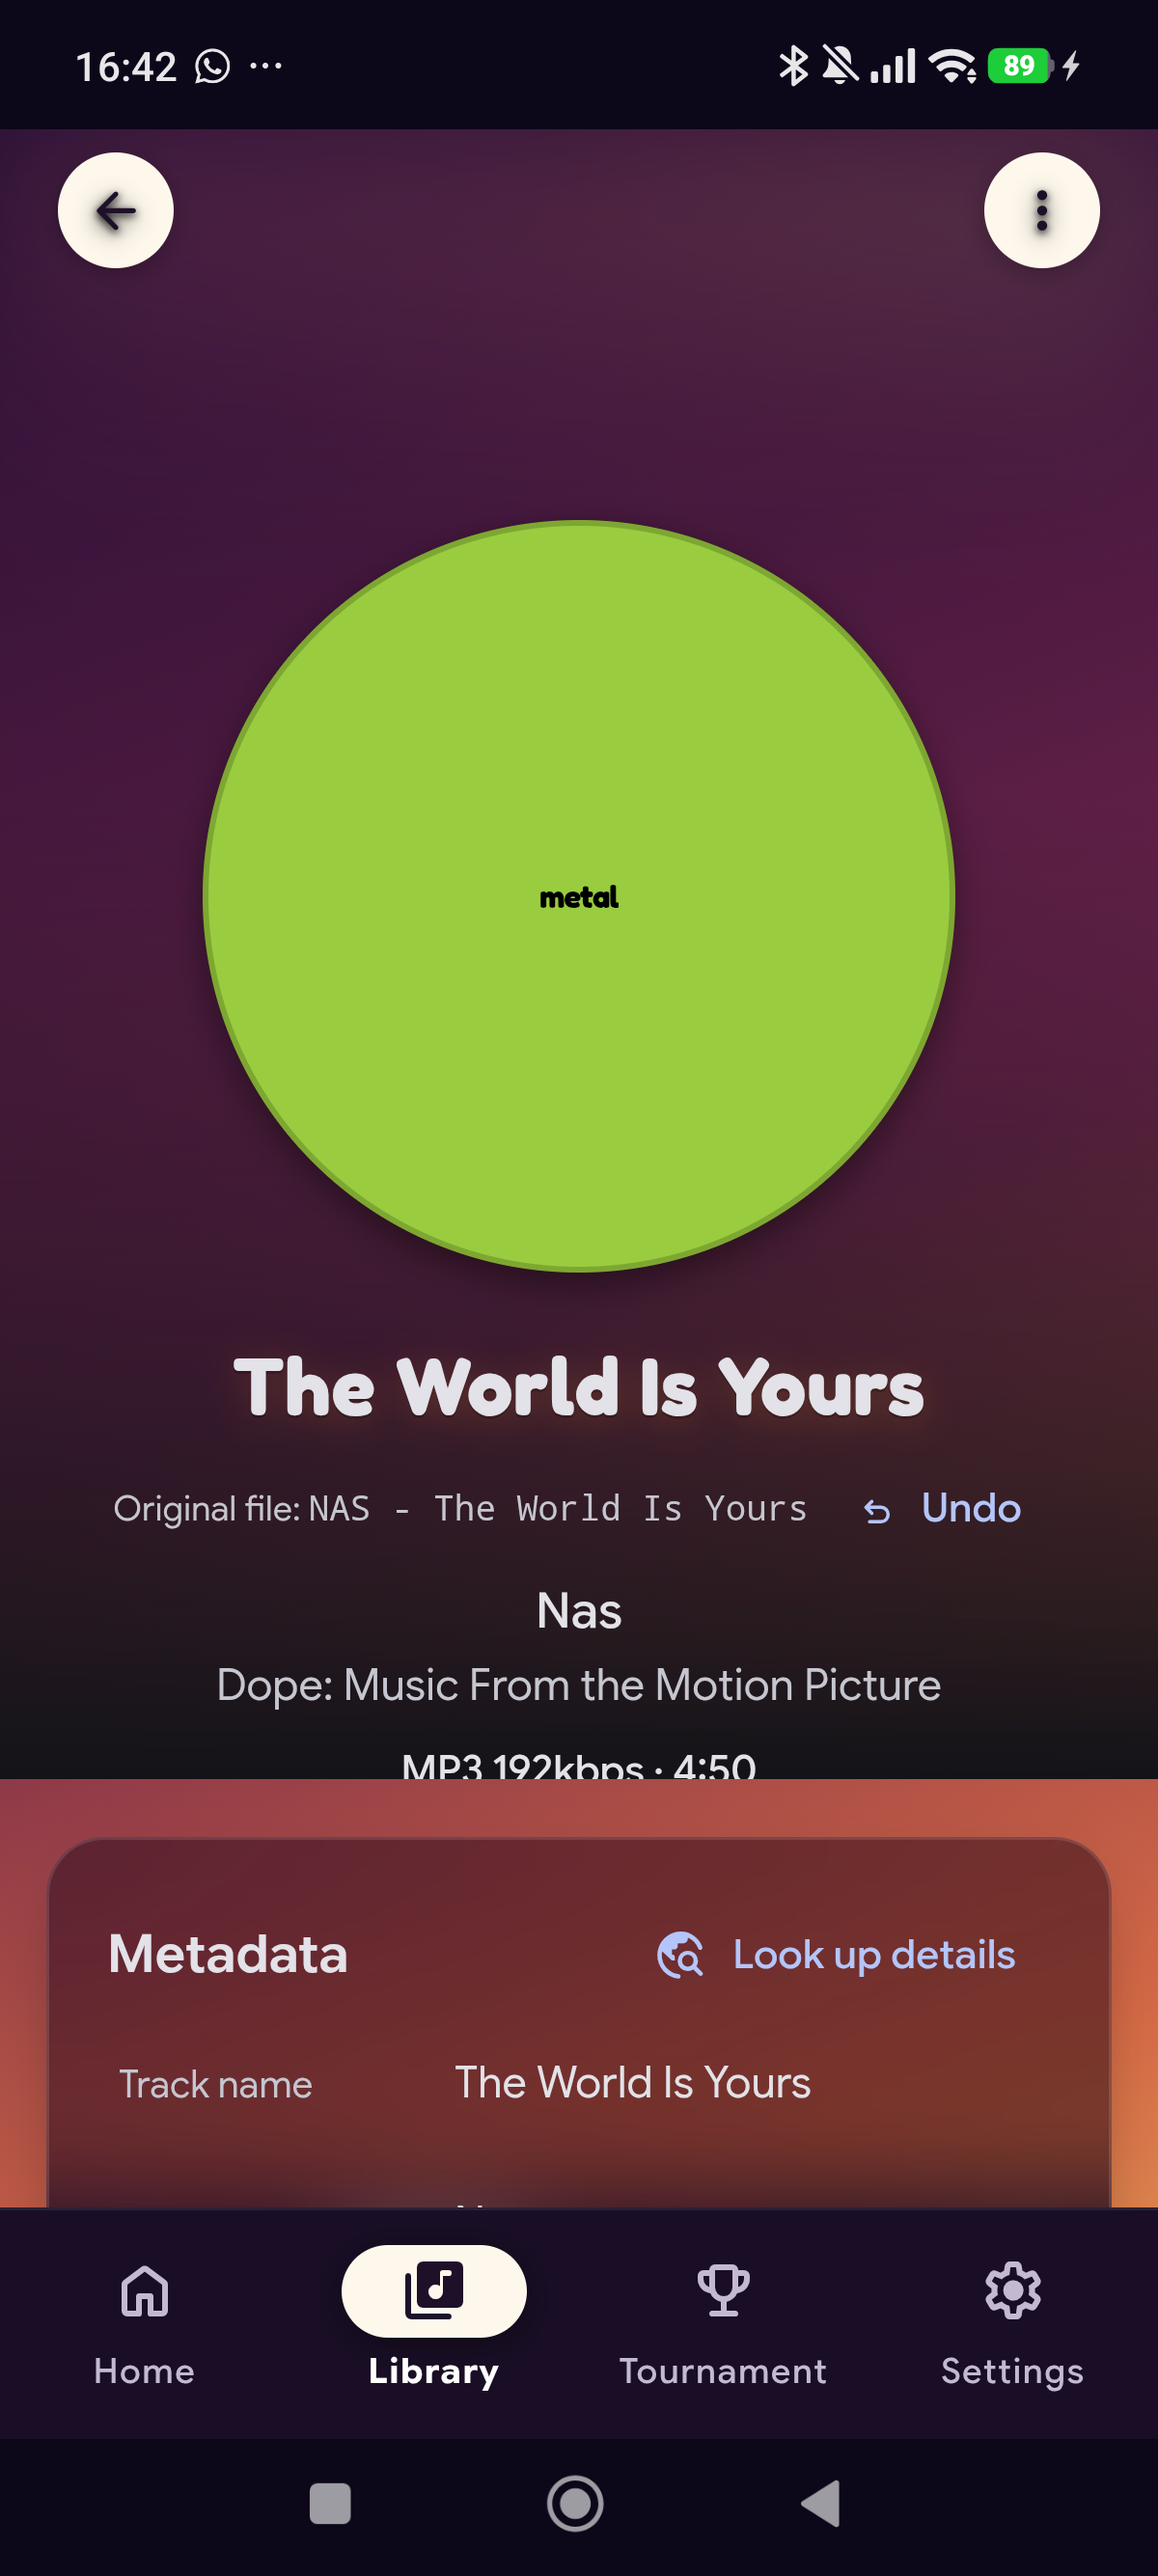 16:42
89
metal
The World Is Yours
Original file: NAS - The World Is Yours
Undo
Nas
Dope: Music From the Motion Picture
MP3 192kbps · 4:50
Metadata
Look up details
Track name
The World Is Yours
Home
Library
Tournament
Settings